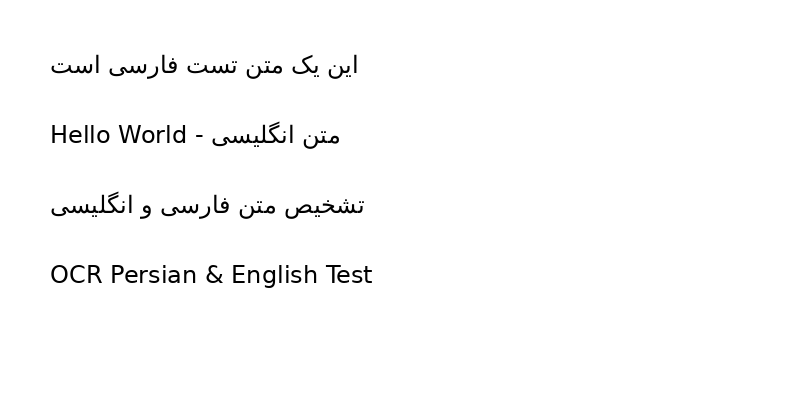 این یک متن تست فارسی است
Hello World - متن انگلیسی
تشخیص متن فارسی و انگلیسی
OCR Persian & English Test